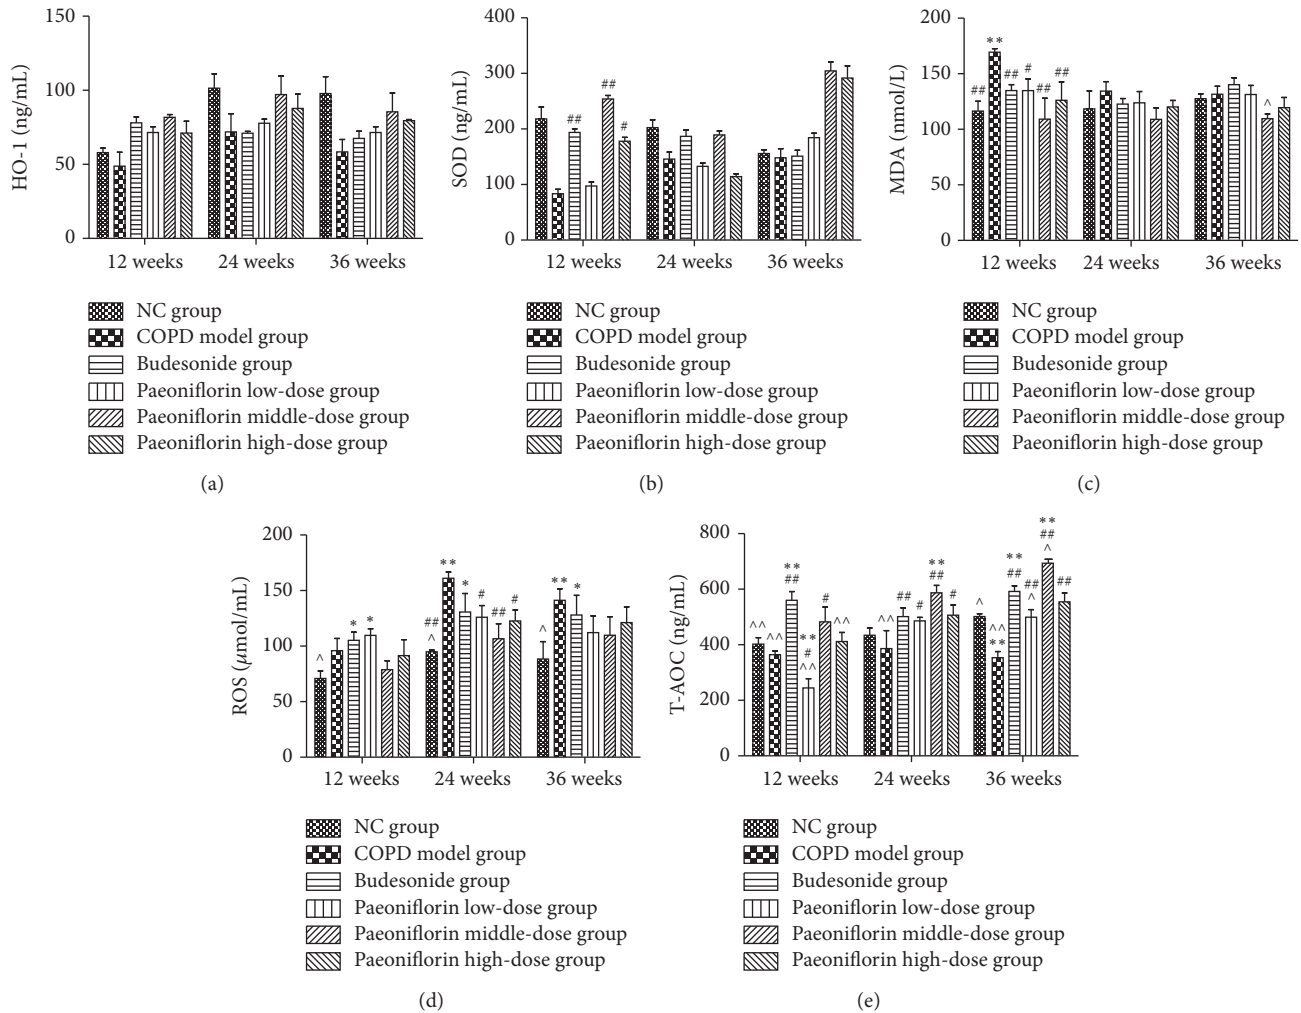 150
100
50
0
HO-1 (ng/mL)
12 weeks 24 weeks 36 weeks
NC group
COPD model group
Budesonide group
Paeoniflorin low-dose group
Paeoniflorin middle-dose group
Paeoniflorin high-dose group
(a)
400
300
200
100
0
SOD (ng/mL)
##
##
#
12 weeks 24 weeks 36 weeks
NC group
COPD model group
Budesonide group
Paeoniflorin low-dose group
Paeoniflorin middle-dose group
Paeoniflorin high-dose group
(b)
200
150
100
50
0
MDA (nmol/L)
##
**
##
#
##
##
^
12 weeks 24 weeks 36 weeks
NC group
COPD model group
Budesonide group
Paeoniflorin low-dose group
Paeoniflorin middle-dose group
Paeoniflorin high-dose group
(c)
200
150
100
50
0
ROS (μmol/mL)
^
*
*
##
^
**
*
#
##
#
^
**
*
12 weeks 24 weeks 36 weeks
NC group
COPD model group
Budesonide group
Paeoniflorin low-dose group
Paeoniflorin middle-dose group
Paeoniflorin high-dose group
(d)
800
600
400
200
0
T-AOC (ng/mL)
^^
^^
**
##
**
#
^^
#
^^
^^
##
#
**
##
#
^
^^
**
**
##
##
^
**
##
^
##
12 weeks 24 weeks 36 weeks
NC group
COPD model group
Budesonide group
Paeoniflorin low-dose group
Paeoniflorin middle-dose group
Paeoniflorin high-dose group
(e)